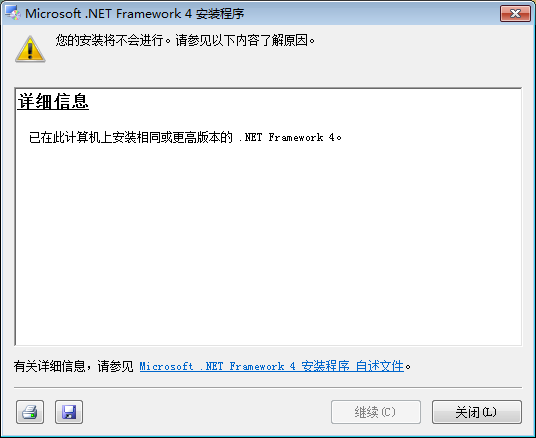 Microsoft .NET Framework 4 安装程序
您的安装将不会进行。请参见以下内容了解原因。
详细信息
已在此计算机上安装相同或更高版本的 .NET Framework 4。
有关详细信息，请参见 Microsoft .NET Framework 4 安装程序 自述文件。
继续(C)
关闭(L)